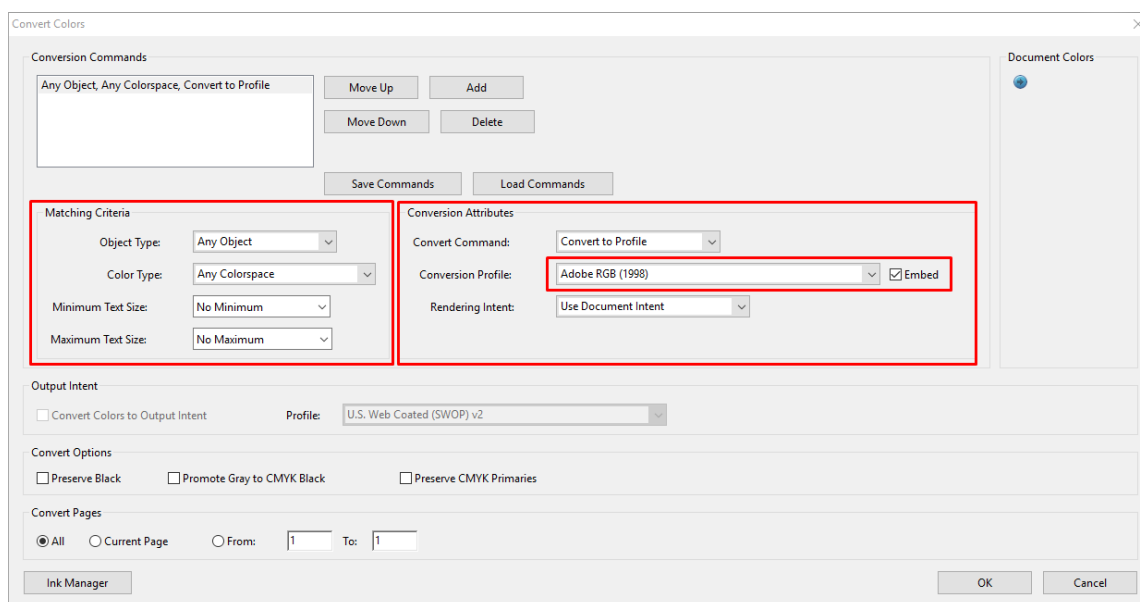 Convert Colors
Conversion Commands
Document Colors
Any Object, Any Colorspace, Convert to Profile
Move Up
Add
Move Down
Delete
Save Commands
Load Commands
Matching Criteria
Object Type:
Any Object
Color Type:
Any Colorspace
Minimum Text Size:
No Minimum
Maximum Text Size:
No Maximum
Conversion Attributes
Convert Command:
Convert to Profile
Conversion Profile:
Adobe RGB (1998)
Embed
Rendering Intent:
Use Document Intent
Output Intent
Convert Colors to Output Intent
Profile:
U.S. Web Coated (SWOP) v2
Convert Options
Preserve Black
Promote Gray to CMYK Black
Preserve CMYK Primaries
Convert Pages
All
Current Page
From:
1
To:
1
Ink Manager
OK
Cancel